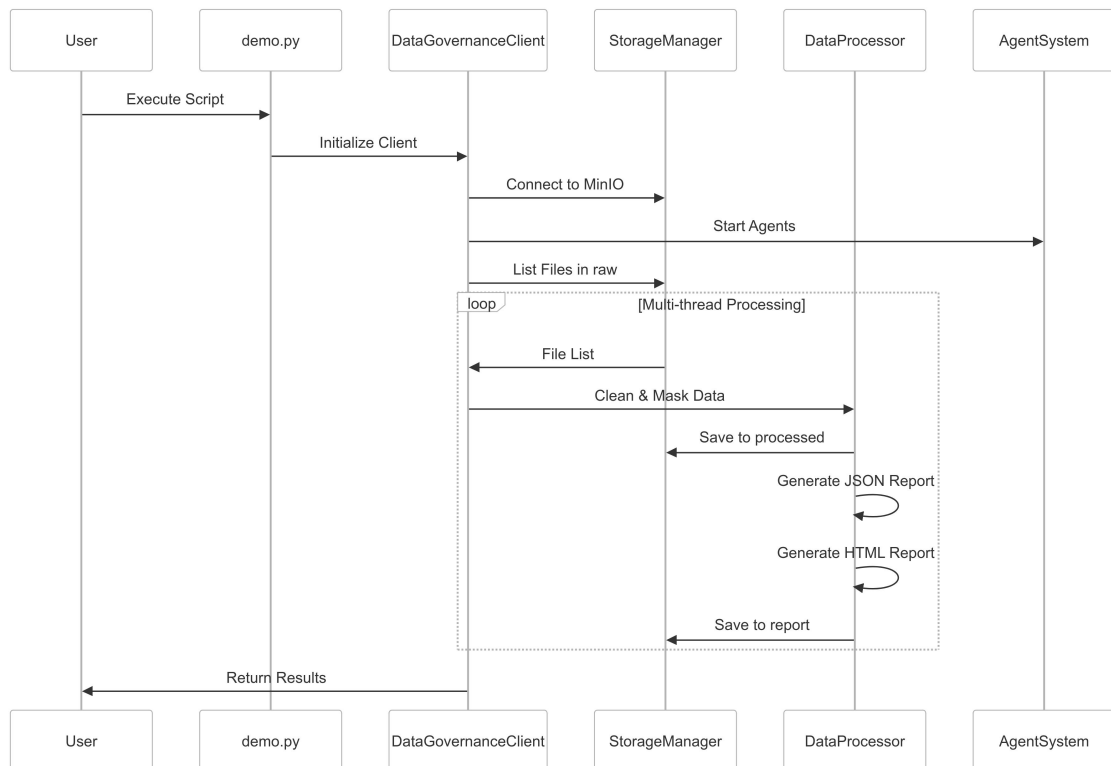 User
demo.py
DataGovernanceClient
StorageManager
DataProcessor
AgentSystem
Execute Script
Initialize Client
Connect to MinIO
Start Agents
List Files in raw
loop
[Multi-thread Processing]
File List
Clean & Mask Data
Save to processed
Generate JSON Report
Generate HTML Report
Save to report
Return Results
User
demo.py
DataGovernanceClient
StorageManager
DataProcessor
AgentSystem